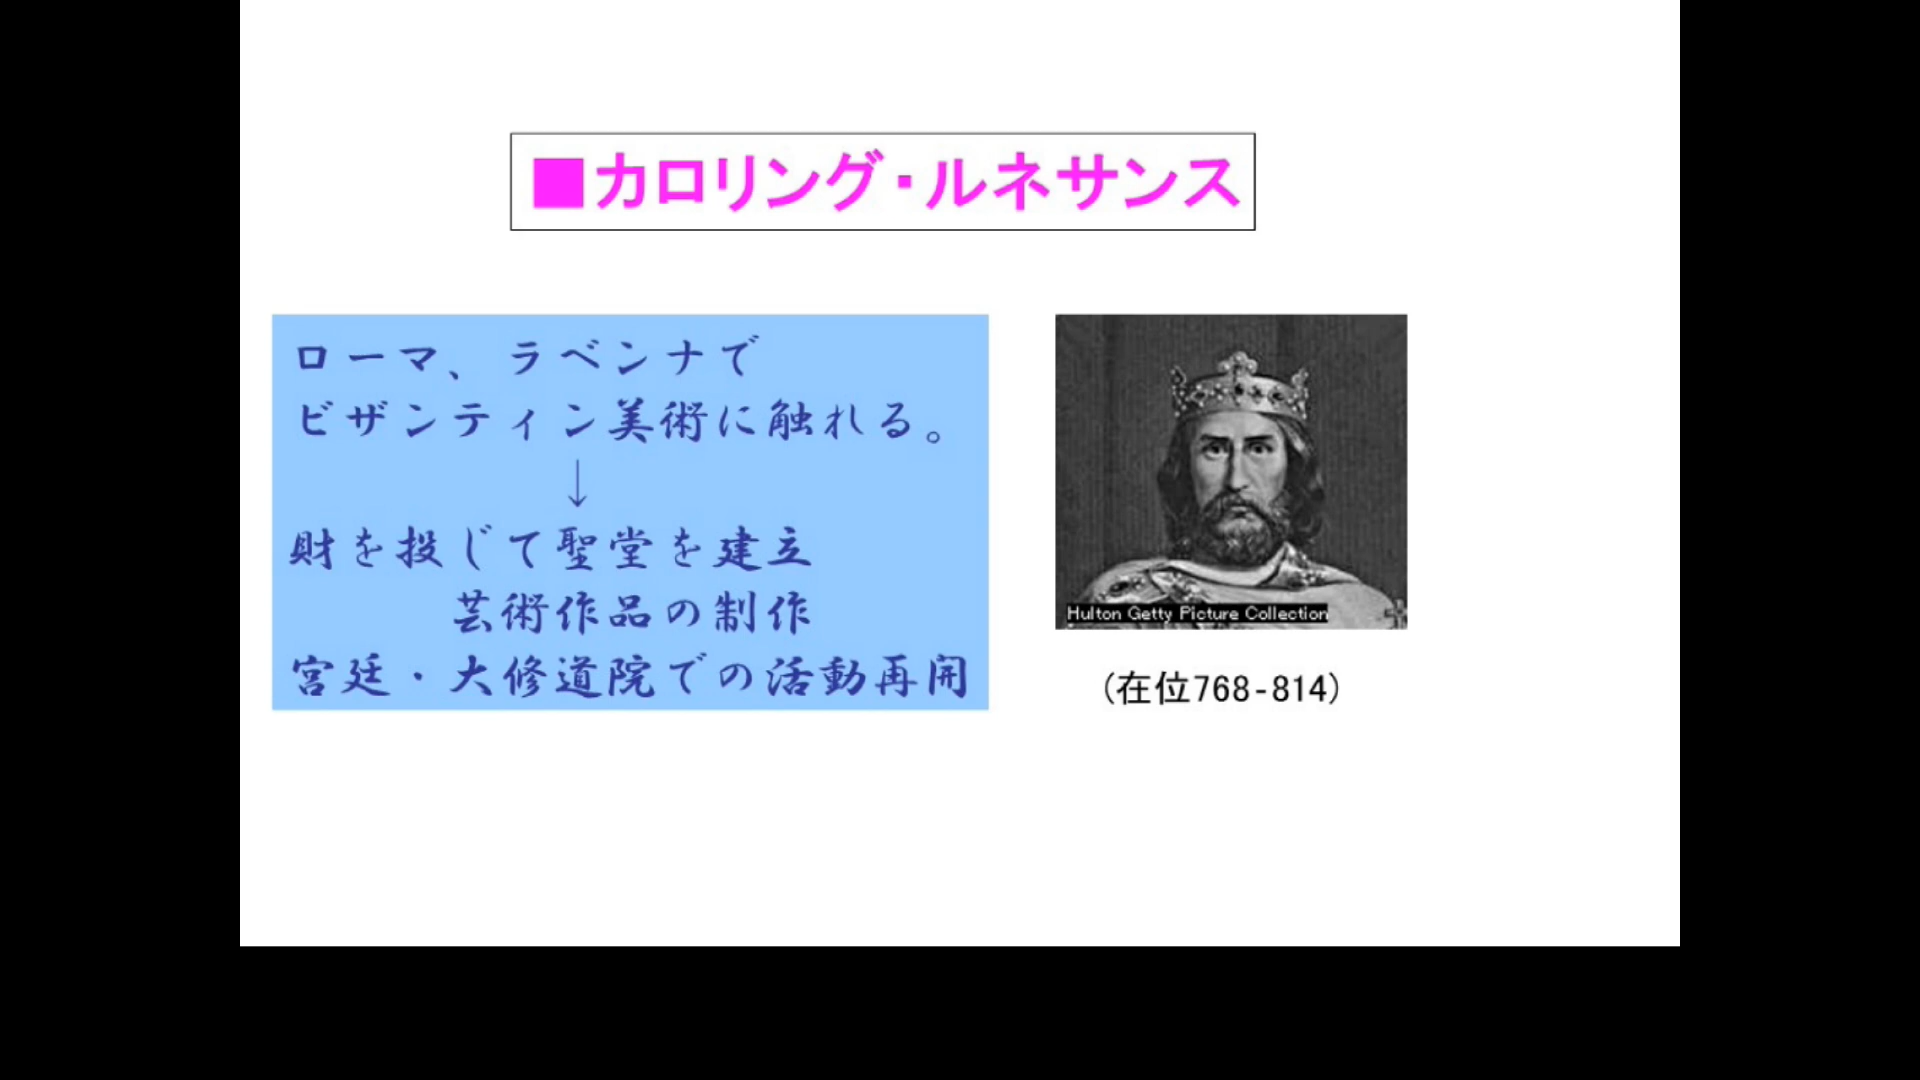 ■カロリング・ルネサンス
ローマ、ラベンナで
ビザンティン美術に触れる。
↓
財を投じて聖堂を建立
芸術作品の制作
宮廷・大修道院での活動再開
Hulton Getty Picture Collection
(在位768-814)